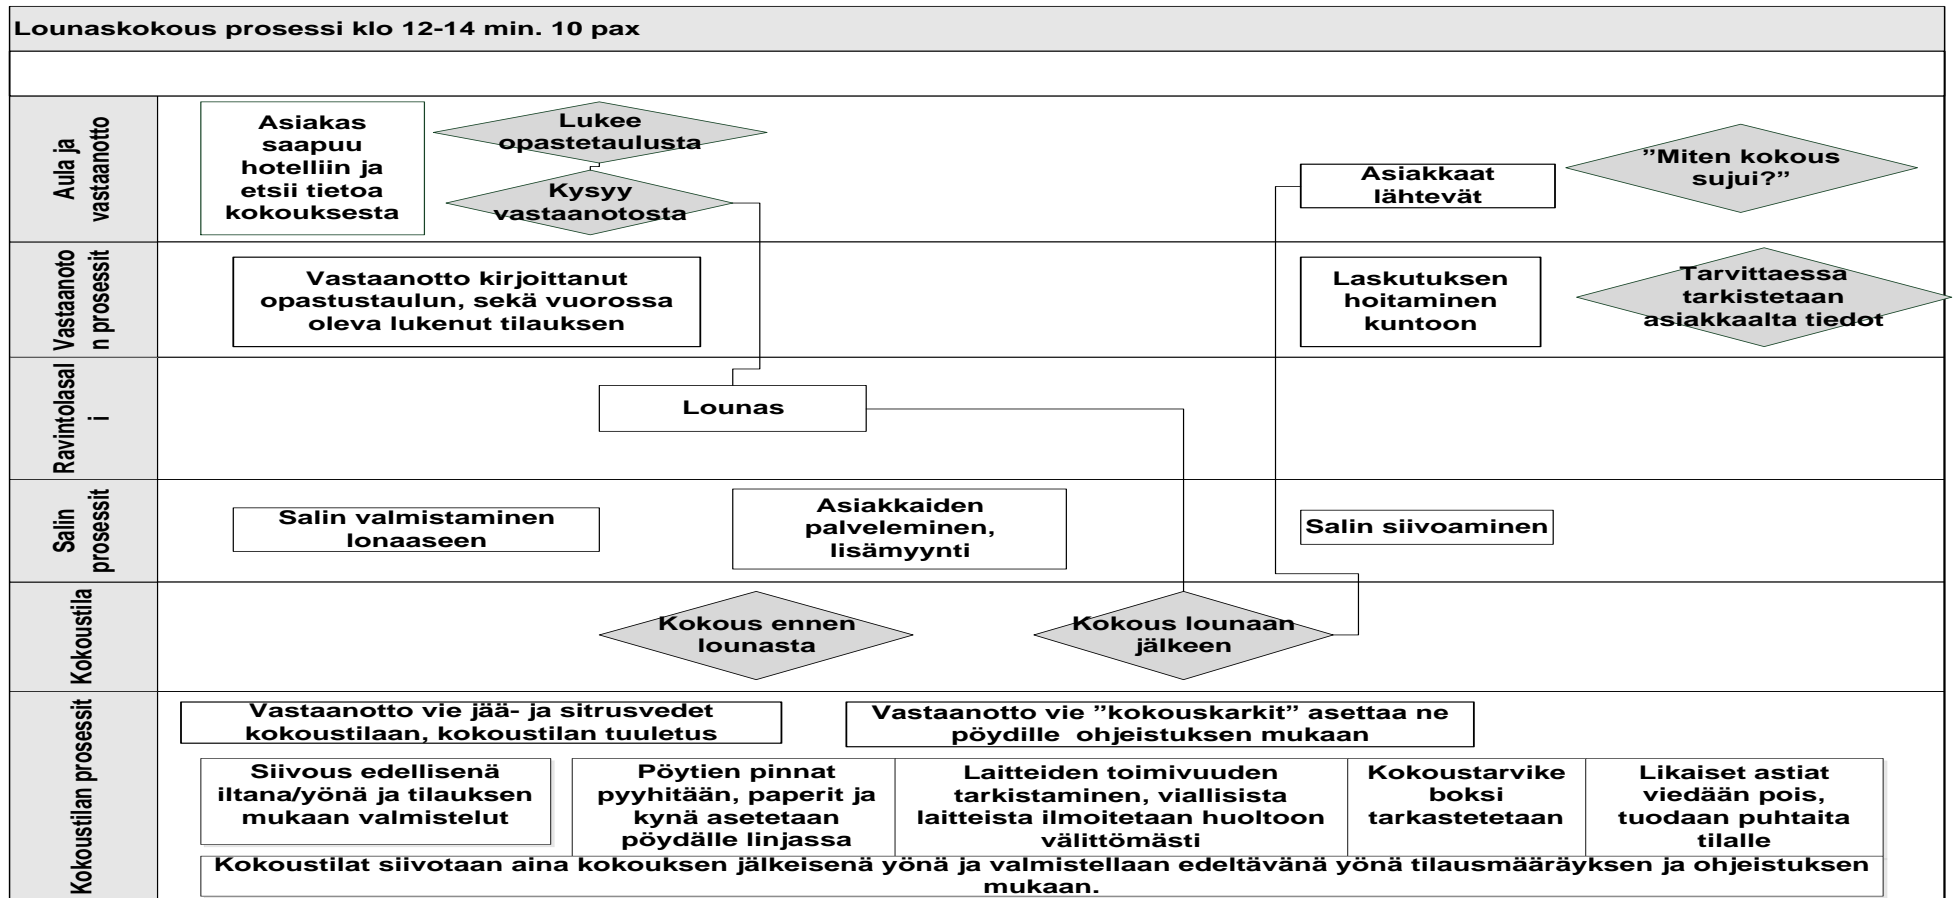 Lounaskokous prosessi klo 12-14 min. 10 pax
Aula ja
vastaanotto
Asiakas
saapuu
hotelliin ja
etsii tietoa
kokouksesta
Lukee
opastetaulusta
Kysyy
vastaanotosta
Asiakkaat
lähtevät
”Miten kokous
sujui?”
Vastaanoto
n prosessit
Vastaanotto kirjoittanut
opastustaulun, sekä vuorossa
oleva lukenut tilauksen
Laskutuksen
hoitaminen
kuntoon
Tarvittaessa
tarkistetaan
asiakkaalta tiedot
Ravintolasal
i
Lounas
Salin
prosessit
Salin valmistaminen
lonaaseen
Asiakkaiden
palveleminen,
lisämyynti
Salin siivoaminen
Kokoustila
Kokous ennen
lounasta
Kokous lounaan
jälkeen
Kokoustilan prosessit
Vastaanotto vie jää- ja sitrusvedet
kokoustilaan, kokoustilan tuuletus
Vastaanotto vie ”kokouskarkit” asettaa ne
pöydille ohjeistuksen mukaan
Siivous edellisenä
iltana/yönä ja tilauksen
mukaan valmistelut
Pöytien pinnat
pyyhitään, paperit ja
kynä asetetaan
pöydälle linjassa
Laitteiden toimivuuden
tarkistaminen, viallisista
laitteista ilmoitetaan huoltoon
välittömästi
Kokoustarvike
boksi
tarkastetetaan
Likaiset astiat
viedään pois,
tuodaan puhtaita
tilalle
Kokoustilat siivotaan aina kokouksen jälkeisenä yönä ja valmistellaan edeltävänä yönä tilausmääräyksen ja ohjeistuksen
mukaan.